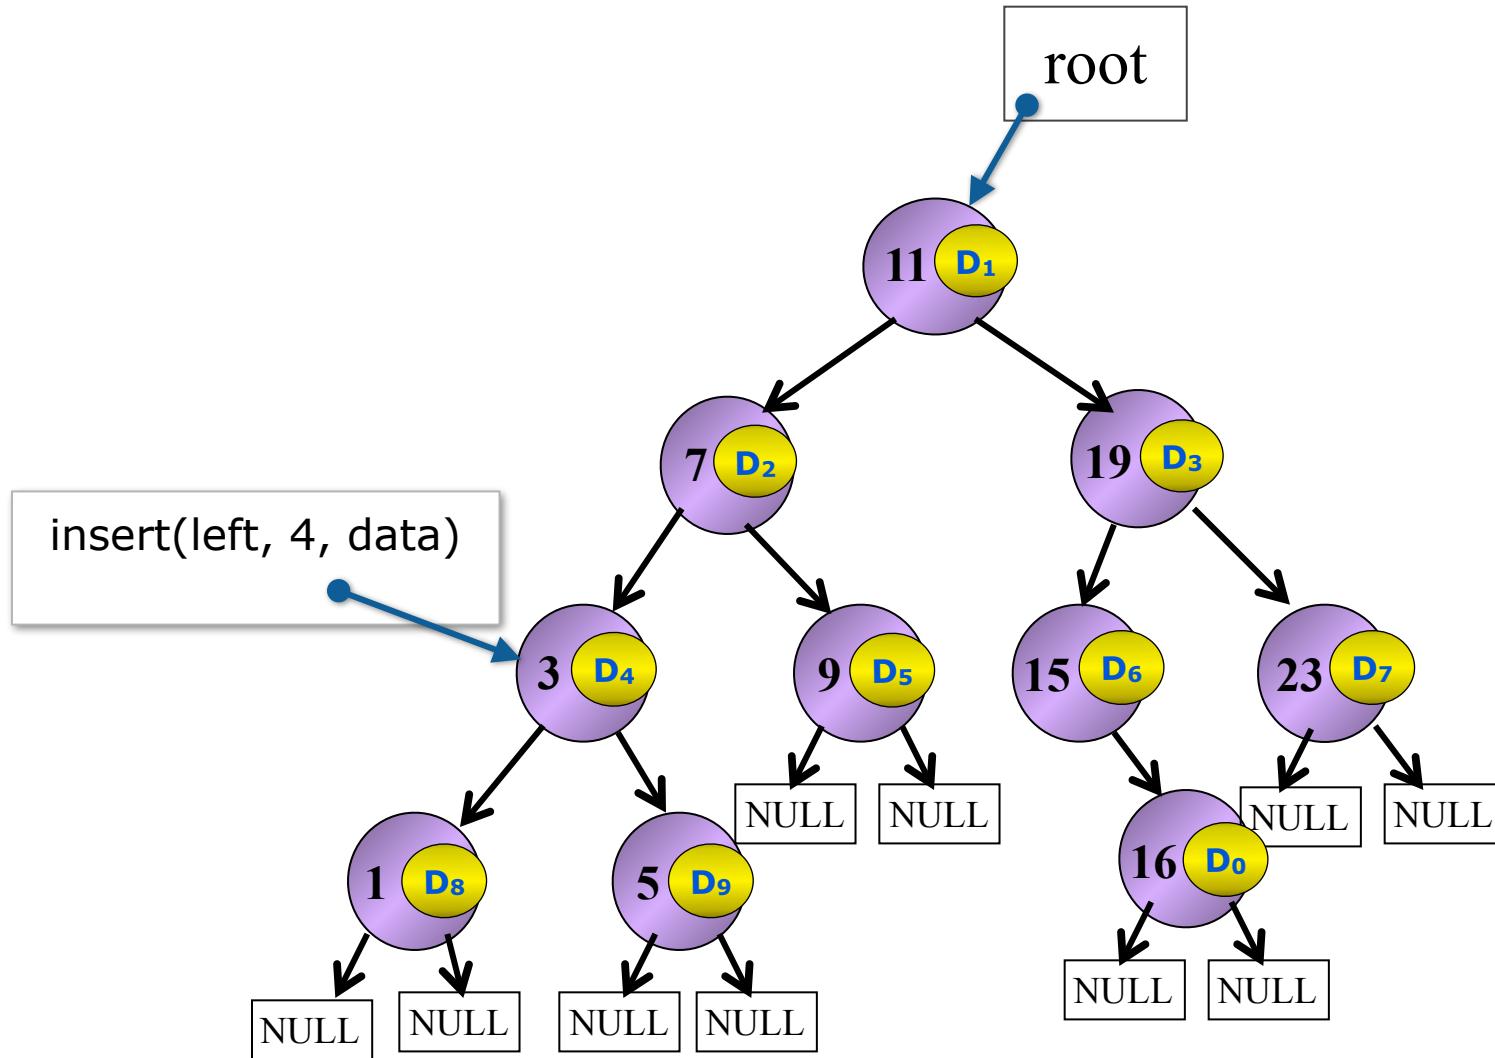 root
11 D₁
7 D₂
19 D₃
insert(left, 4, data)
3 D₄
9 D₅
15 D₆
23 D₇
NULL
NULL
NULL
NULL
1 D₈
5 D₉
16 D₀
NULL
NULL
NULL
NULL
NULL
NULL